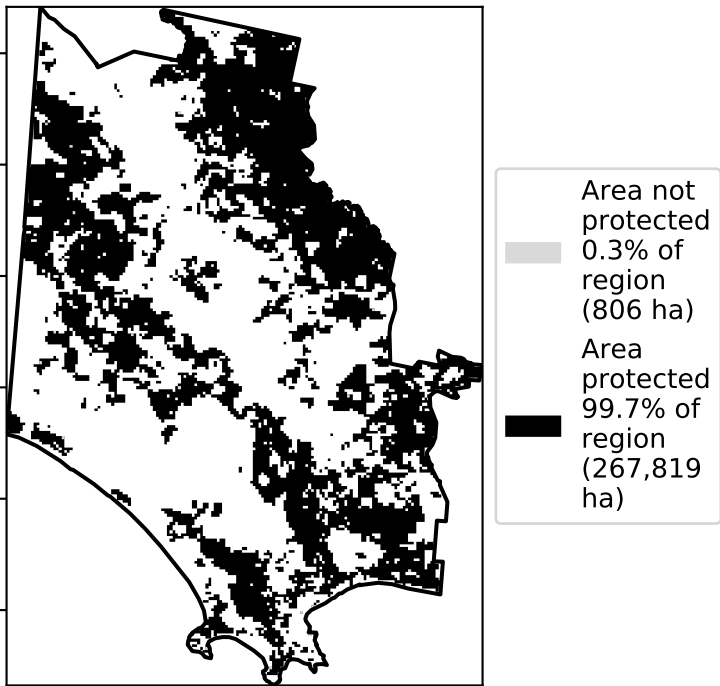 Area not
protected
0.3% of
region
(806 ha)
Area
protected
99.7% of
region
(267,819
ha)